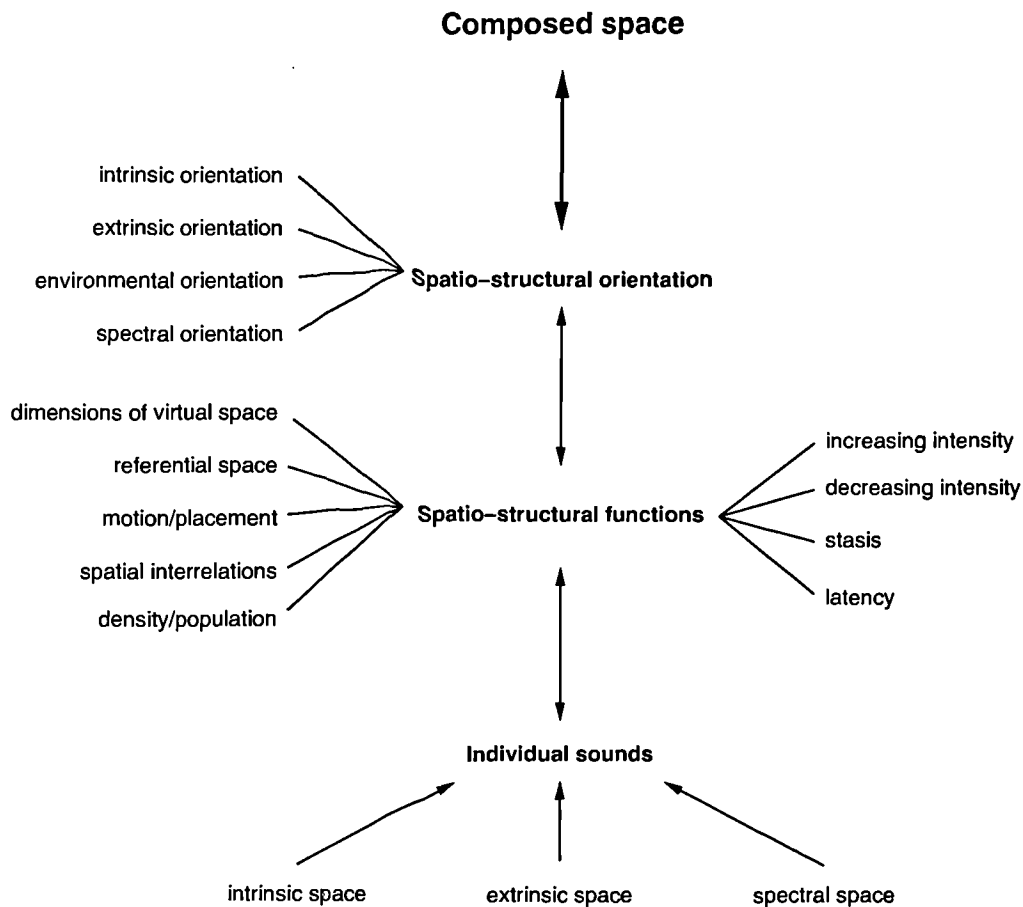 Composed space
intrinsic orientation
extrinsic orientation
environmental orientation
spectral orientation
Spatio–structural orientation
dimensions of virtual space
referential space
motion/placement
spatial interrelations
density/population
Spatio–structural functions
increasing intensity
decreasing intensity
stasis
latency
Individual sounds
intrinsic space
extrinsic space
spectral space